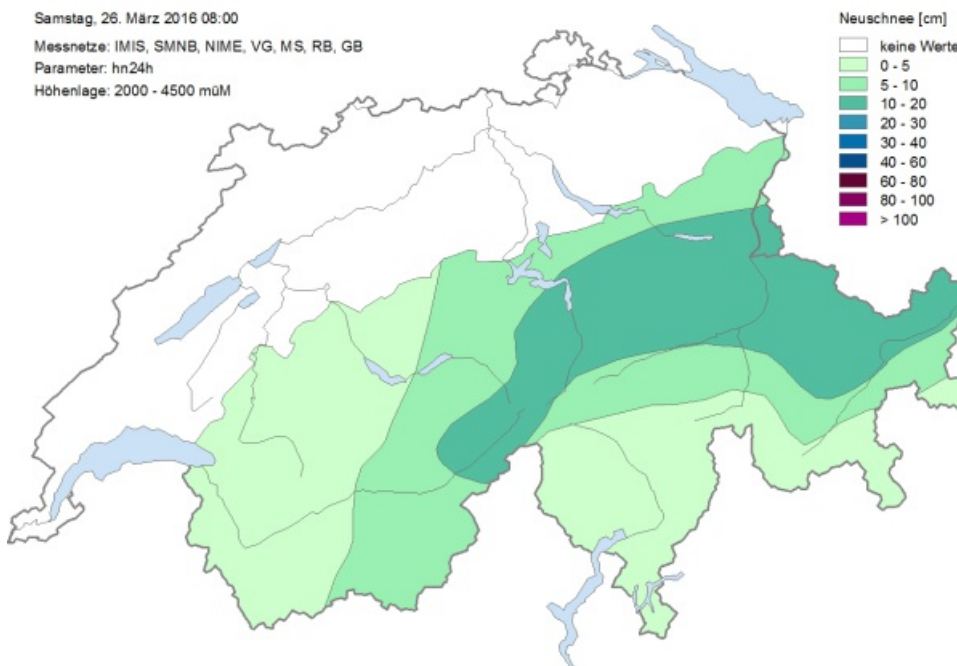 Samstag, 26. März 2016 08:00
Messnetze: IMIS, SMNB, NIME, VG, MS, RB, GB
Parameter: hn24h
Höhenlage: 2000 - 4500 müM
Neuschnee [cm]
keine Werte
0 - 5
5 - 10
10 - 20
20 - 30
30 - 40
40 - 60
60 - 80
80 - 100
> 100